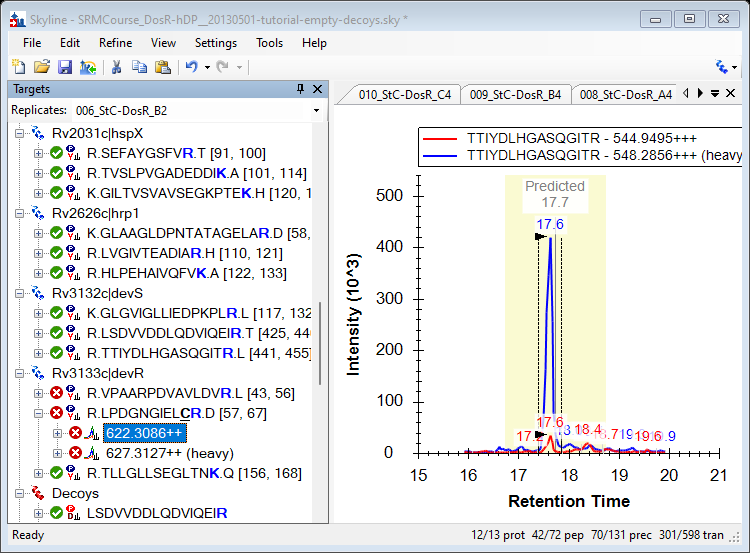 Skyline - SRMCourse_DosR-hDP__20130501-tutorial-empty-decoys.sky *
File Edit Refine View Settings Tools Help
Targets
Replicates: 006_StC-DosR_B2
Rv2031c|hspX
R.SEFAYGSFVR.T [91, 100]
R.TVSLPVGADEDDIK.A [101, 114]
K.GILTVSVAVSEGKPTEK.H [120, 1
Rv2626c|hrp1
K.GLAAGLDPNTATAGELAR.D [58,
R.LVGIVTEADIAR.H [110, 121]
R.HLPEHAIVQFVK.A [122, 133]
Rv3132c|devS
K.GLGVIGLLIEDPKPLR.L [117, 132
R.LSDVVDDLQDVIQEIR.T [425, 440
R.TTIYDLHGASQGITR.L [441, 455]
Rv3133c|devR
R.VPAARPDVAVLDVR.L [43, 56]
R.LPDGNGIELCR.D [57, 67]
622.3086++
627.3127++ (heavy)
R.TLLGLLSEGLTNK.Q [156, 168]
Decoys
LSDVVDDLQDVIQEIR
010_StC-DosR_C4 009_StC-DosR_B4 008_StC-DosR_A4
TTIYDLHGASQGITR - 544.9495+++
TTIYDLHGASQGITR - 548.2856+++ (heavy)
Predicted
17.7
17.6
17.6
17.2
18.4
19.6
Intensity (10^3)
500
400
300
200
100
0
15 16 17 18 19 20 21
Retention Time
Ready 12/13 prot 42/72 pep 70/131 prec 301/598 tran